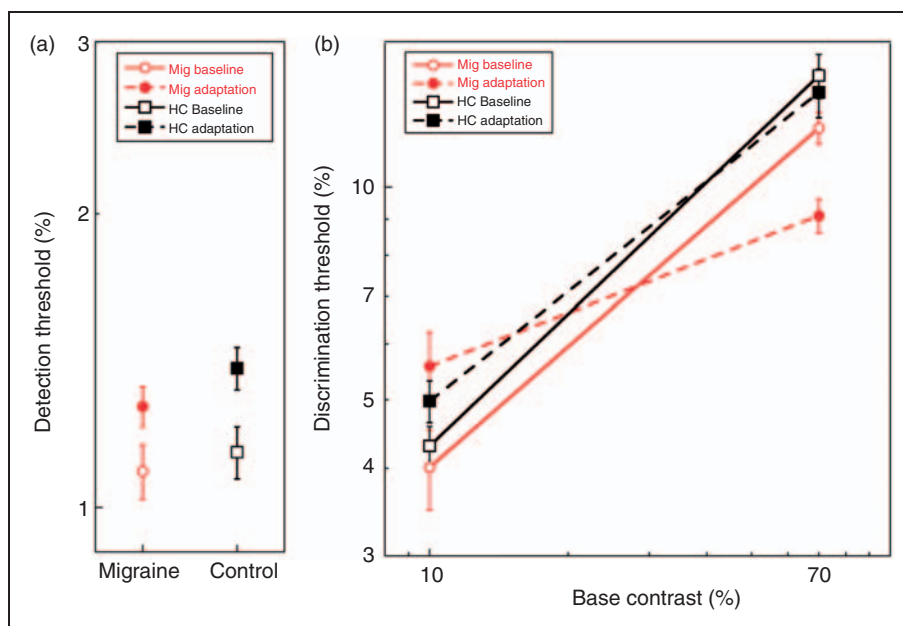 (a)
3
2
1
Detection threshold (%)
Mig baseline
Mig adaptation
HC Baseline
HC adaptation
Migraine Control
(b)
Mig baseline
Mig adaptation
HC Baseline
HC adaptation
10
7
5
4
3
Discrimination threshold (%)
10 70
Base contrast (%)